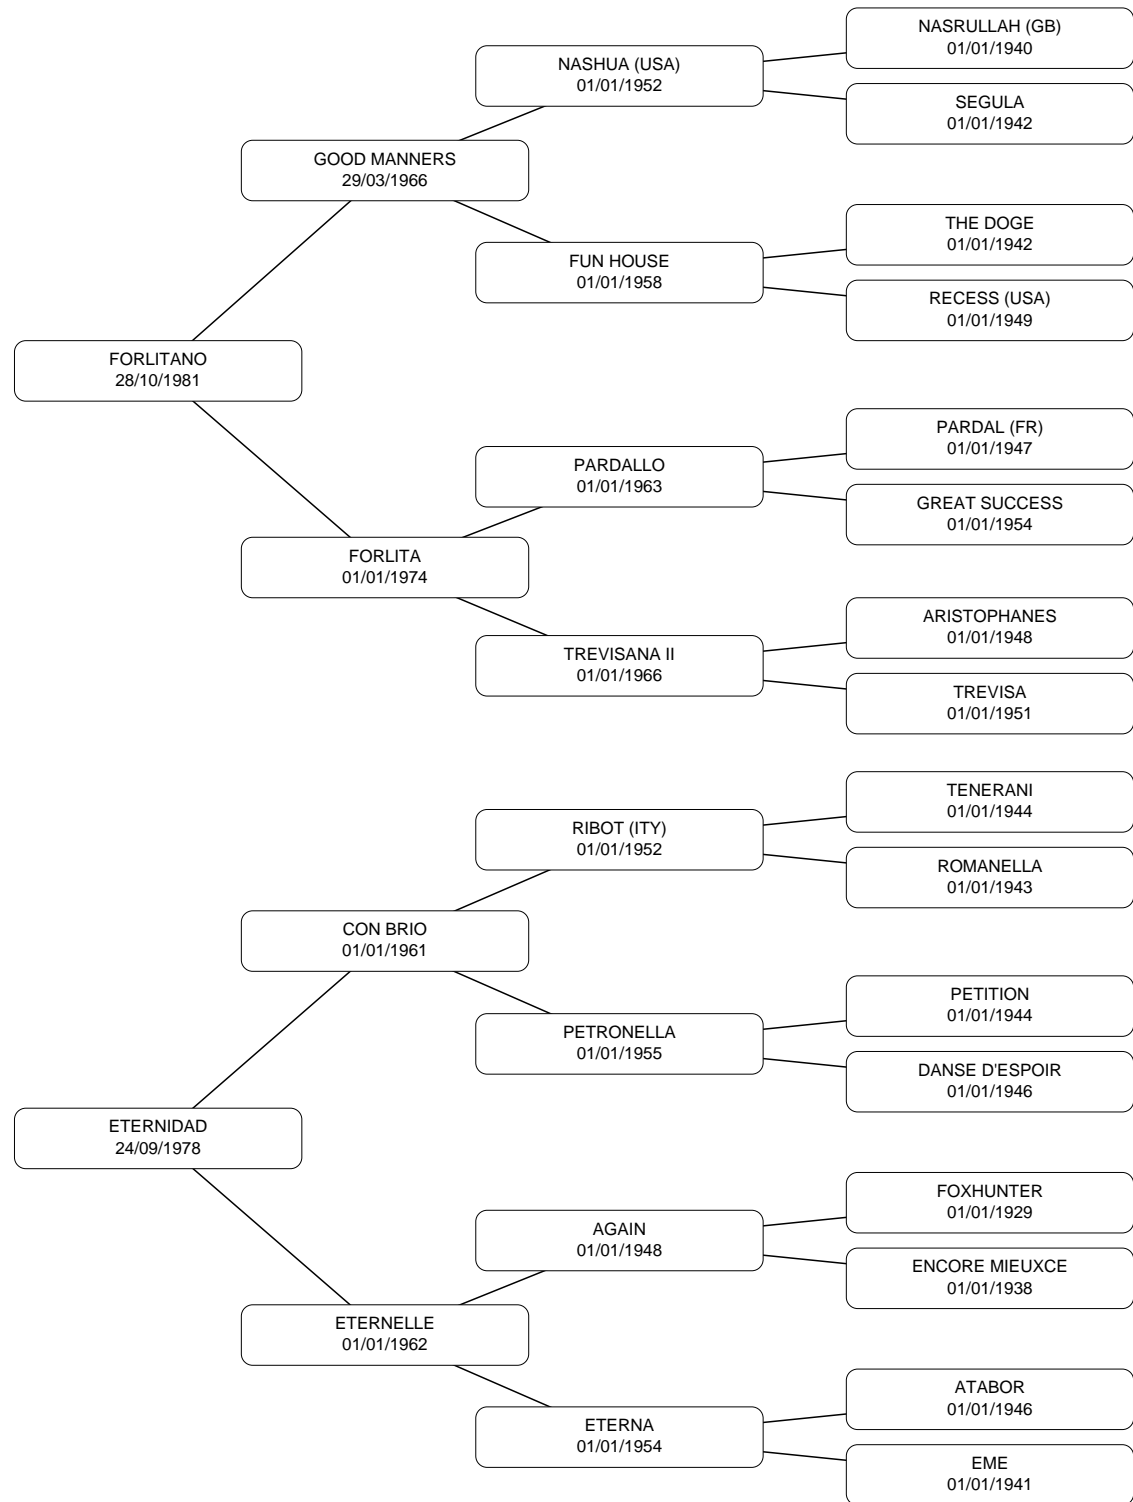 NASRULLAH (GB)
01/01/1940
NASHUA (USA)
01/01/1952
SEGULA
01/01/1942
GOOD MANNERS
29/03/1966
THE DOGE
01/01/1942
FUN HOUSE
01/01/1958
RECESS (USA)
01/01/1949
FORLITANO
28/10/1981
PARDAL (FR)
01/01/1947
PARDALLO
01/01/1963
GREAT SUCCESS
01/01/1954
FORLITA
01/01/1974
ARISTOPHANES
01/01/1948
TREVISANA II
01/01/1966
TREVISA
01/01/1951
TENERANI
01/01/1944
RIBOT (ITY)
01/01/1952
ROMANELLA
01/01/1943
CON BRIO
01/01/1961
PETITION
01/01/1944
PETRONELLA
01/01/1955
DANSE D'ESPOIR
01/01/1946
ETERNIDAD
24/09/1978
FOXHUNTER
01/01/1929
AGAIN
01/01/1948
ENCORE MIEUXCE
01/01/1938
ETERNELLE
01/01/1962
ATABOR
01/01/1946
ETERNA
01/01/1954
EME
01/01/1941